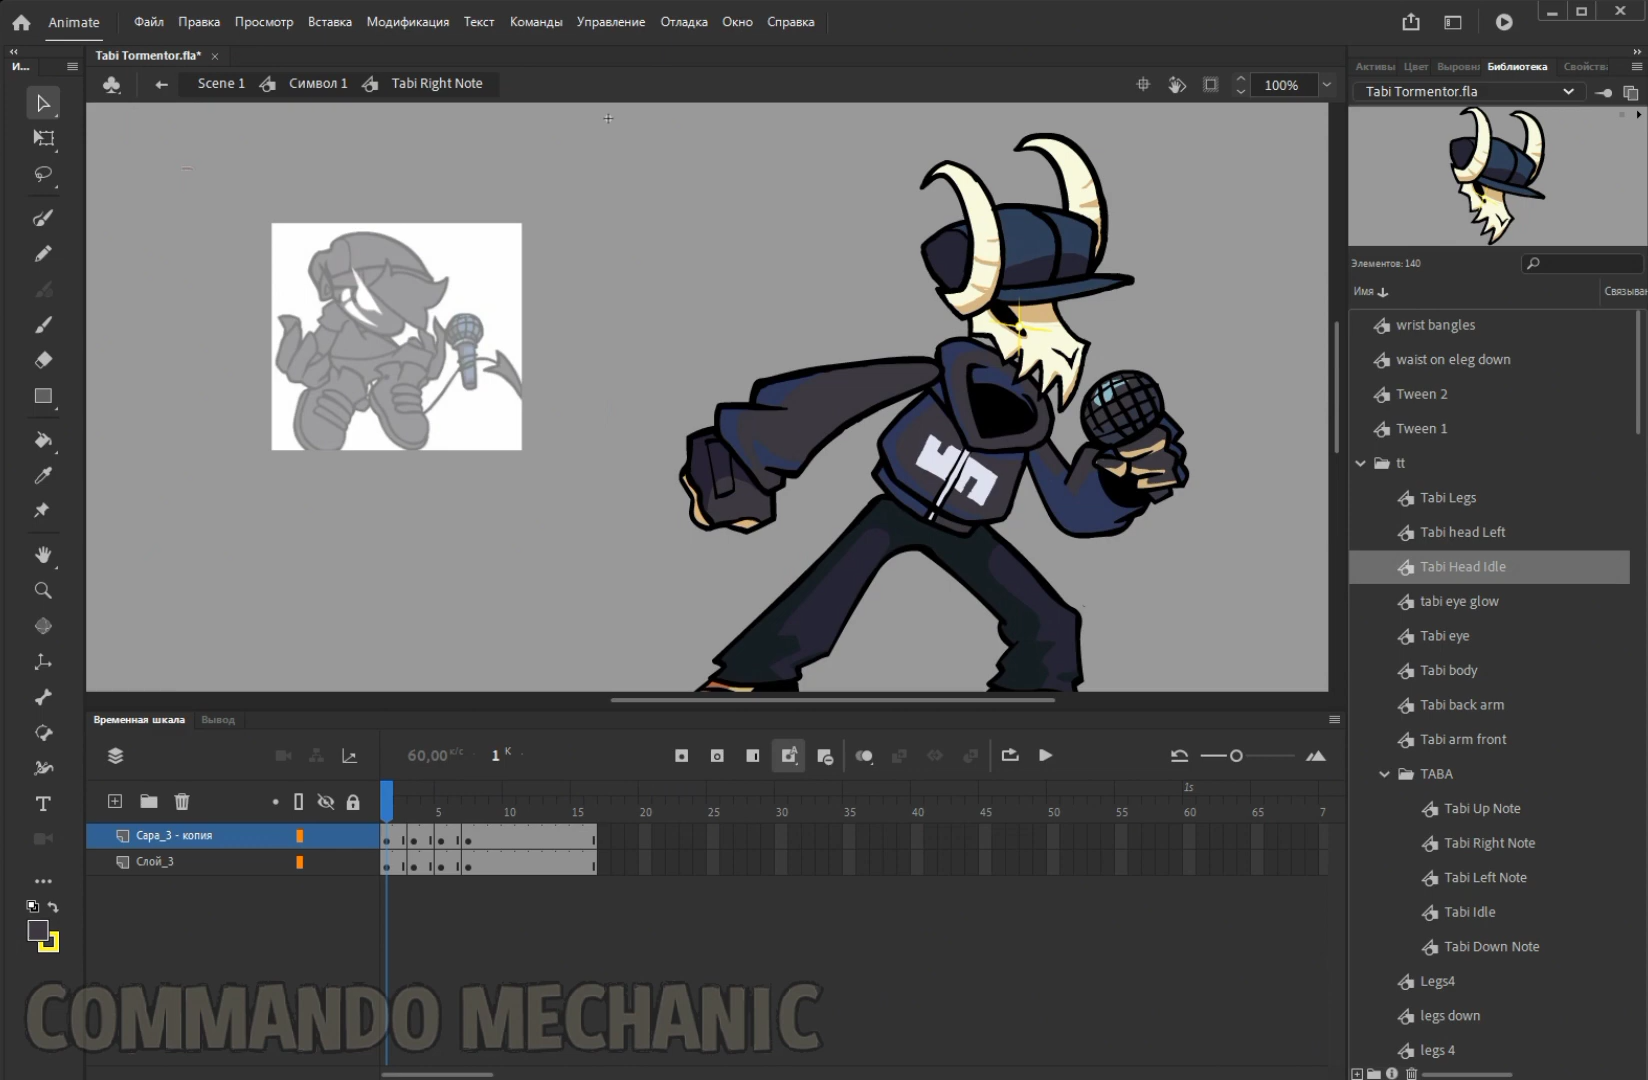 Animate Файл Правка Просмотр Вставка Модификация Текст Команды Управление Отладка Окно Справка
Tabi Tormentor.fla* ×
И...
Scene 1 Символ 1 Tabi Right Note 100%
Активы Цвет Библиотека
Tabi Tormentor.fla
Элементов: 140
Имя
wrist bangles
waist on eleg down
Tween 2
Tween 1
tt
Tabi Legs
Tabi head Left
Tabi Head Idle
tabi eye glow
Tabi eye
Tabi body
Tabi back arm
Tabi arm front
TABA
Tabi Up Note
Tabi Right Note
Tabi Left Note
Tabi Idle
Tabi Down Note
Legs4
legs down
legs 4
Временная шкала Вывод
60,00 к/с 1 К
1s
5 10 15 20 25 30 35 40 45 50 55 60 65 7
Сара_3 - копия
Слой_3
COMMANDO MECHANIC